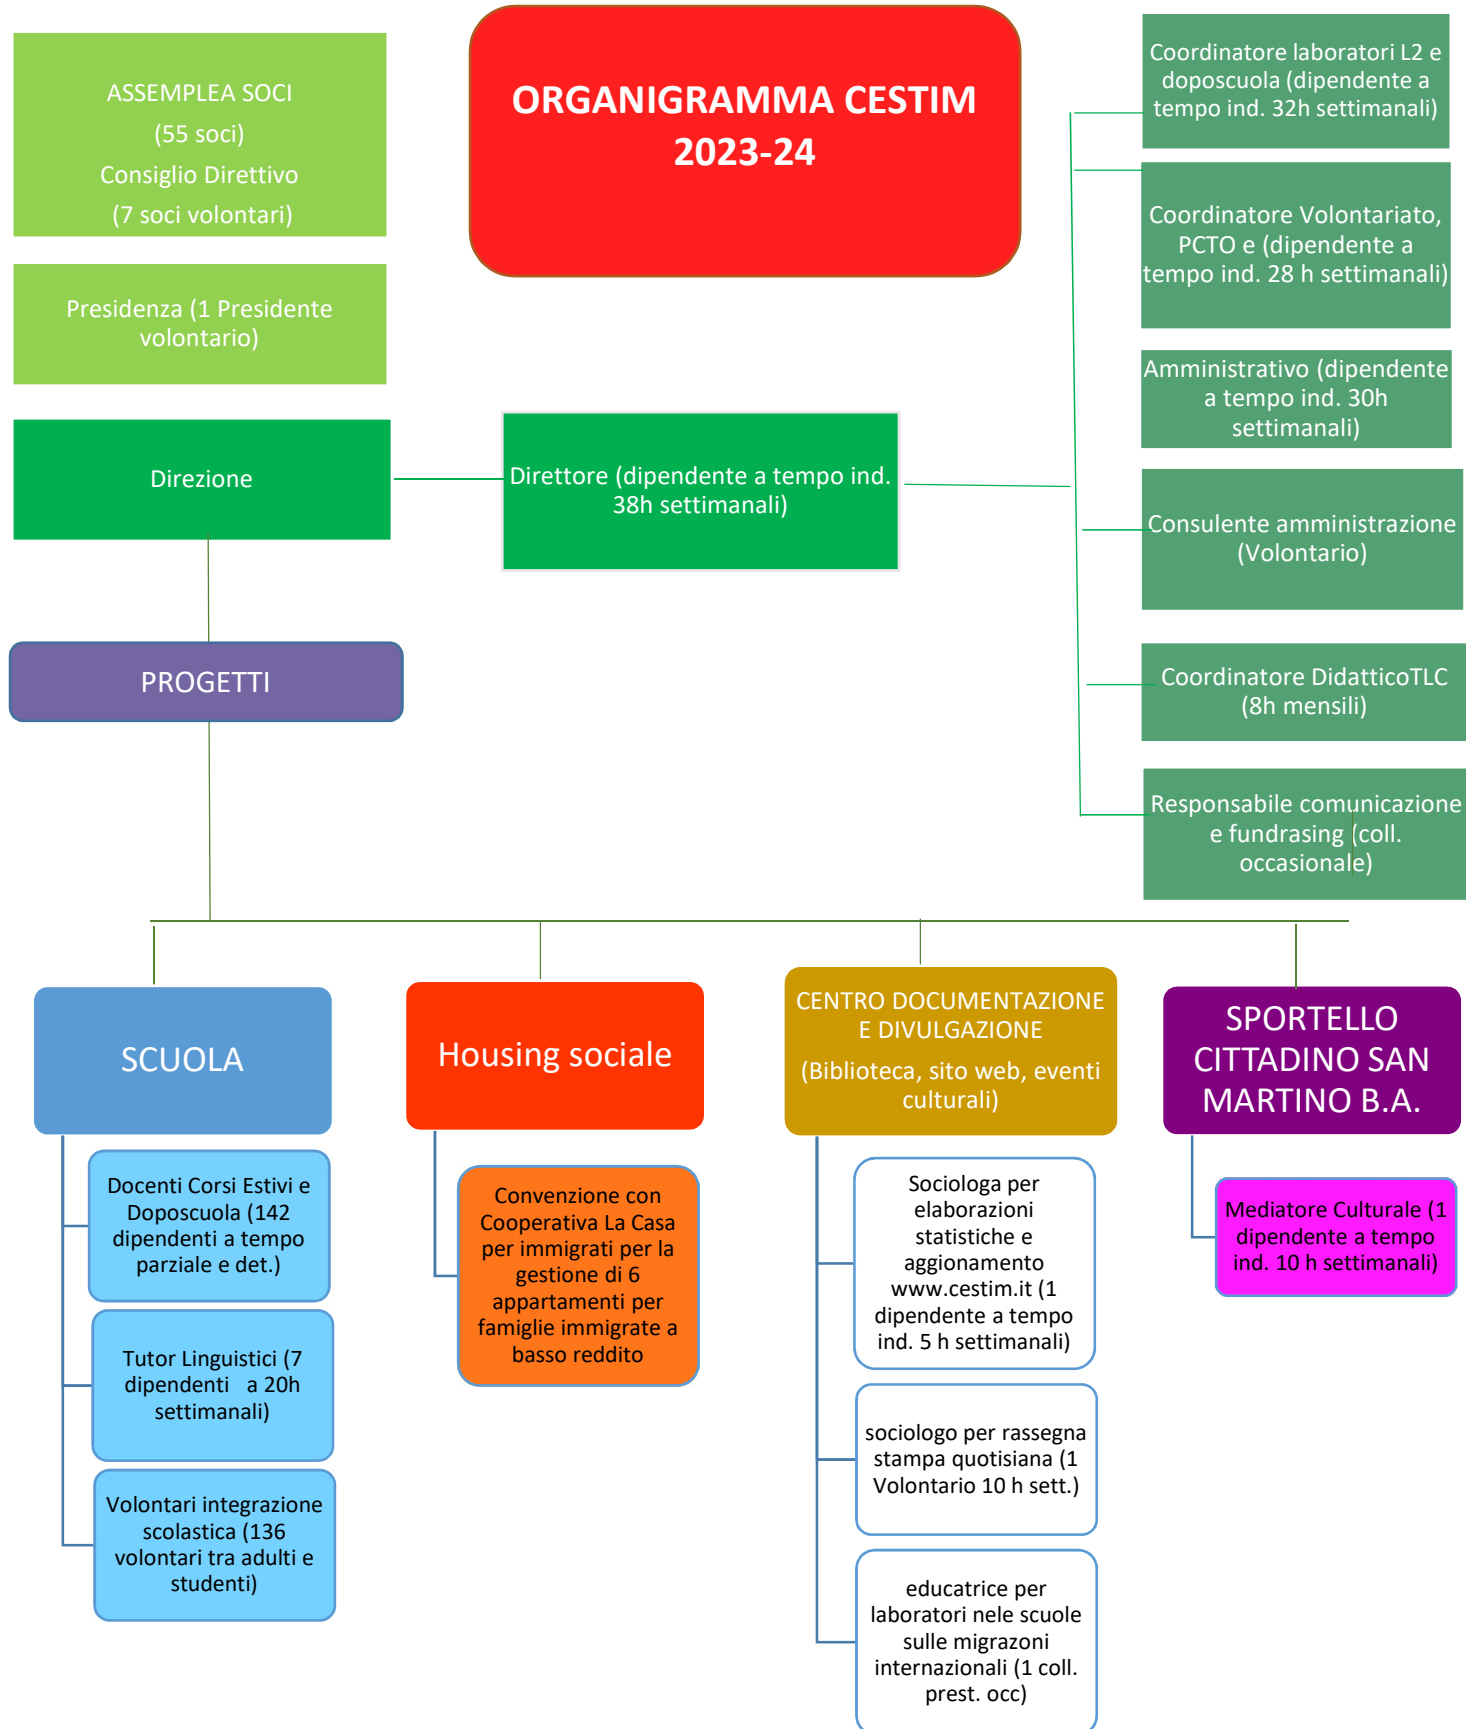 ORGANIGRAMMA CESTIM
2023-24
ASSEMPLEA SOCI
(55 soci)
Consiglio Direttivo
(7 soci volontari)
Presidenza (1 Presidente
volontario)
Direzione
Direttore (dipendente a tempo ind.
38h settimanali)
Coordinatore laboratori L2 e
doposcuola (dipendente a
tempo ind. 32h settimanali)
Coordinatore Volontariato,
PCTO e (dipendente a
tempo ind. 28 h settimanali)
Amministrativo (dipendente
a tempo ind. 30h
settimanali)
Consulente amministrazione
(Volontario)
Coordinatore DidatticoTLC
(8h mensili)
Responsabile comunicazione
e fundrasing (coll.
occasionale)
PROGETTI
SCUOLA
Docenti Corsi Estivi e
Doposcuola (142
dipendenti a tempo
parziale e det.)
Tutor Linguistici (7
dipendenti a 20h
settimanali)
Volontari integrazione
scolastica (136
volontari tra adulti e
studenti)
Housing sociale
Convenzione con
Cooperativa La Casa
per immigrati per la
gestione di 6
appartamenti per
famiglie immigrate a
basso reddito
CENTRO DOCUMENTAZIONE
E DIVULGAZIONE
(Biblioteca, sito web, eventi
culturali)
Sociologa per
elaborazioni
statistiche e
aggionamento
www.cestim.it (1
dipendente a tempo
ind. 5 h settimanali)
sociologo per rassegna
stampa quotisiana (1
Volontario 10 h sett.)
educatrice per
laboratori nele scuole
sulle migrazoni
internazionali (1 coll.
prest. occ)
SPORTELLO
CITTADINO SAN
MARTINO B.A.
Mediatore Culturale (1
dipendente a tempo
ind. 10 h settimanali)